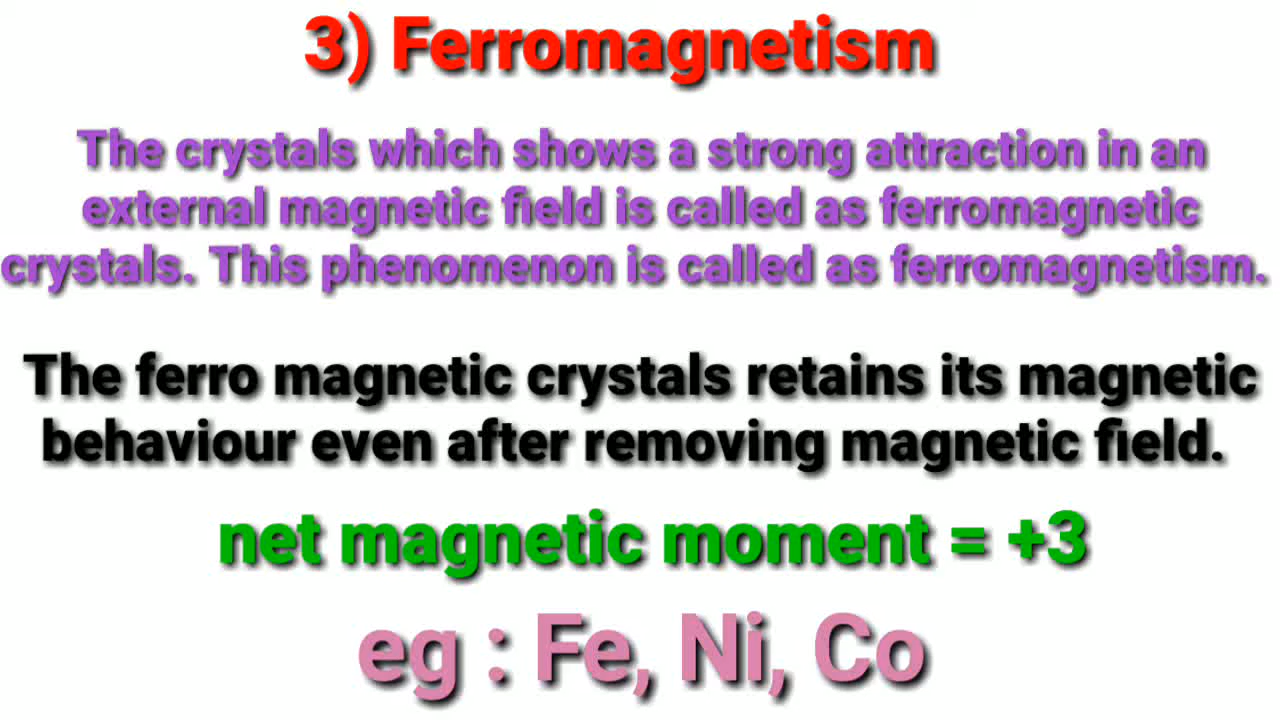 3) Ferromagnetism
The crystals which shows a strong attraction in an
external magnetic field is called as ferromagnetic
crystals. This phenomenon is called as ferromagnetism.
The ferro magnetic crystals retains its magnetic
behaviour even after removing magnetic field.
net magnetic moment = +3
eg : Fe, Ni, Co